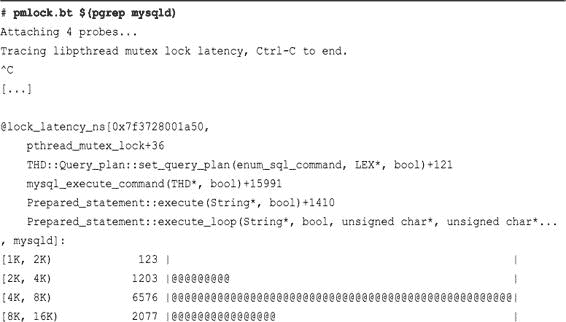 # pmlock.bt $(pgrep mysqld)
Attaching 4 probes...
Tracing libpthread mutex lock latency, Ctrl-C to end.
^C
[...]
@lock_latency_ns[0x7f3728001a50,
    pthread_mutex_lock+36
    THD::Query_plan::set_query_plan(enum_sql_command, LEX*, bool)+121
    mysql_execute_command(THD*, bool)+15991
    Prepared_statement::execute(String*, bool)+1410
    Prepared_statement::execute_loop(String*, bool, unsigned char*, unsigned char*...
, mysqld]:
[1K, 2K)             123 |                                                    |
[2K, 4K)            1203 |@@@@@@@@@                                           |
[4K, 8K)            6576 |@@@@@@@@@@@@@@@@@@@@@@@@@@@@@@@@@@@@@@@@@@@@@@@@@@@@|
[8K, 16K)           2077 |@@@@@@@@@@@@@@@@                                    |